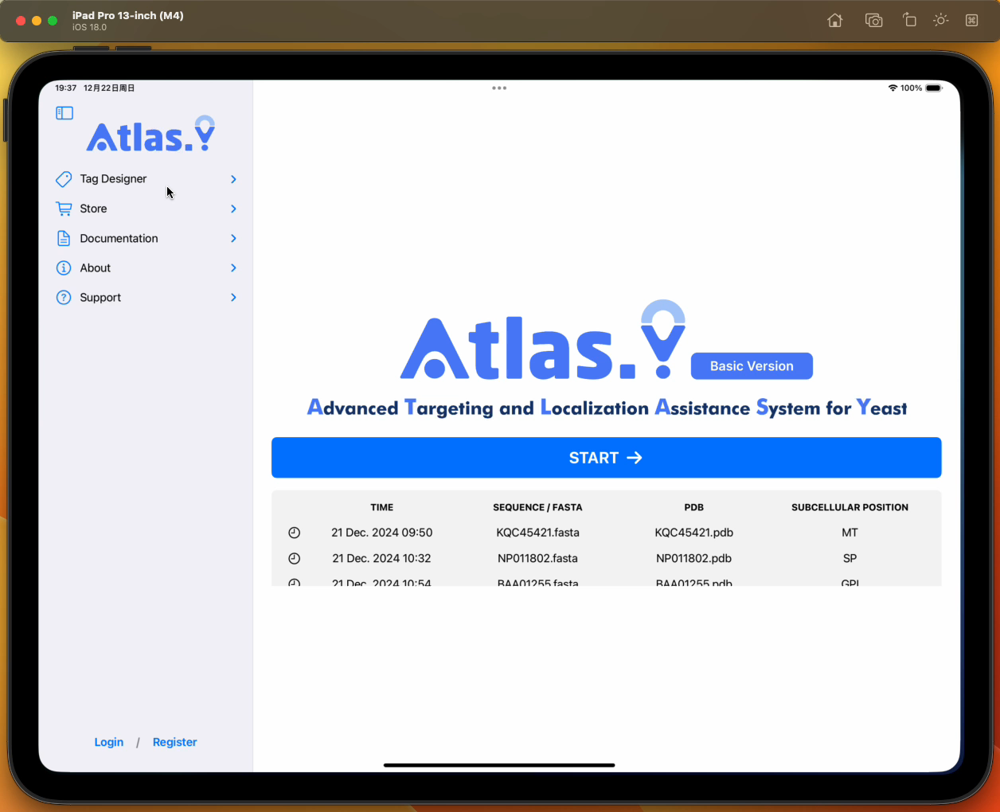 iPad Pro 13-inch (M4)
iOS 18.0
19:37 12月22日周日
100%
Atlas.Y
Tag Designer
Store
Documentation
About
Support
Login / Register
Atlas.Y
Basic Version
Advanced Targeting and Localization Assistance System for Yeast
START →
TIME SEQUENCE / FASTA PDB SUBCELLULAR POSITION
21 Dec. 2024 09:50 KQC45421.fasta KQC45421.pdb MT
21 Dec. 2024 10:32 NP011802.fasta NP011802.pdb SP
21 Dec. 2024 10:54 BAA01255.fasta BAA01255.pdb GPI